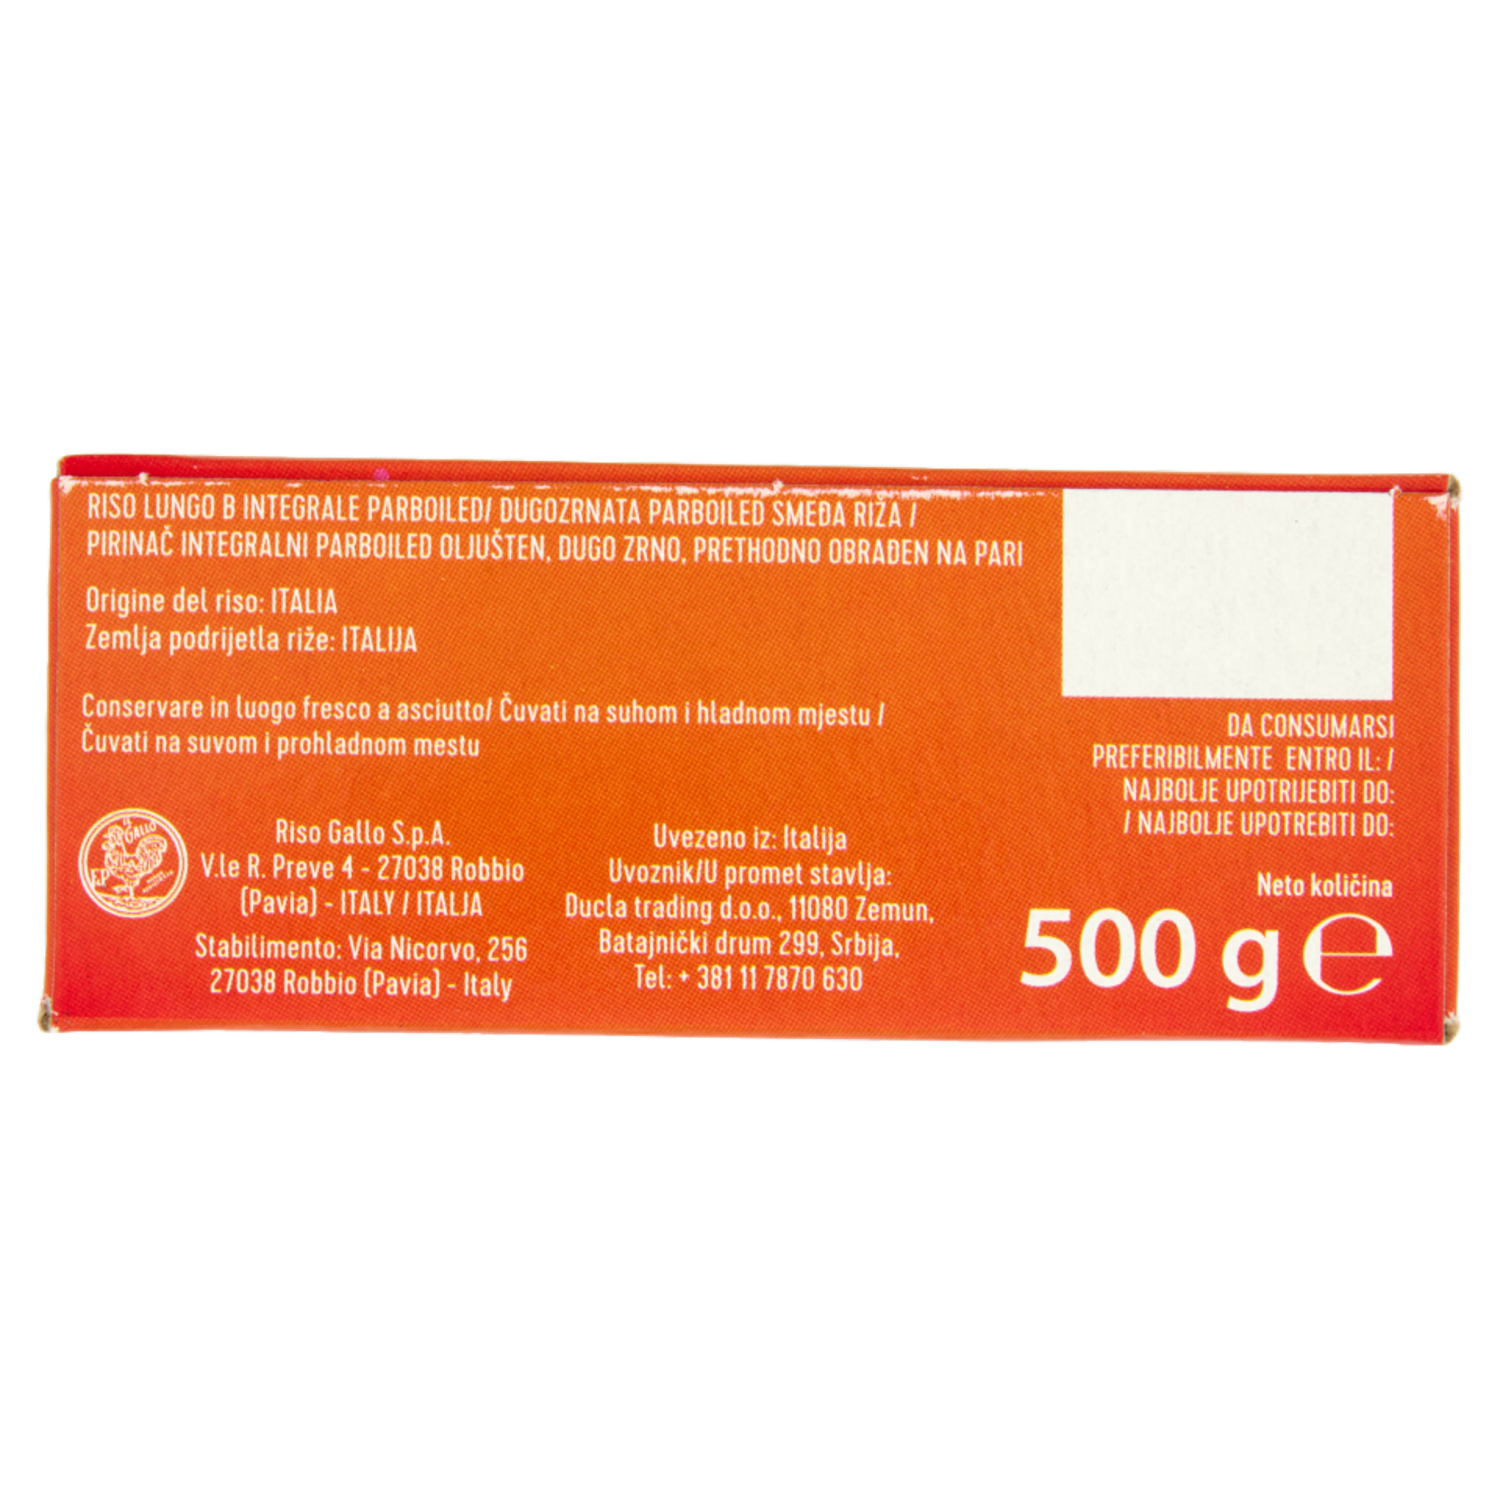 RISO LUNGO B INTEGRALE PARBOILED/ DUGOZRNATA PARBOILED SMEĐA RIŽA /
PIRINAČ INTEGRALNI PARBOILED OLJUŠTEN, DUGO ZRNO, PRETHODNO OBRAĐEN NA PARI
Origine del riso: ITALIA
Zemlja podrijetla riže: ITALIJA
Conservare in luogo fresco a asciutto/ Čuvati na suhom i hladnom mjestu /
Čuvati na suvom i prohladnom mestu
GALLO
F.P
Riso Gallo S.p.A.
V.le R. Preve 4 - 27038 Robbio
(Pavia) - ITALY / ITALJA
Stabilimento: Via Nicorvo, 256
27038 Robbio (Pavia) - Italy
Uvezeno iz: Italija
Uvoznik/U promet stavlja:
Ducla trading d.o.o., 11080 Zemun,
Batajnički drum 299, Srbija,
Tel: + 381 11 7870 630
DA CONSUMARSI
PREFERIBILMENTE ENTRO IL: /
NAJBOLJE UPOTRIJEBITI DO:
/ NAJBOLJE UPOTREBITI DO:
Neto količina
500 g e